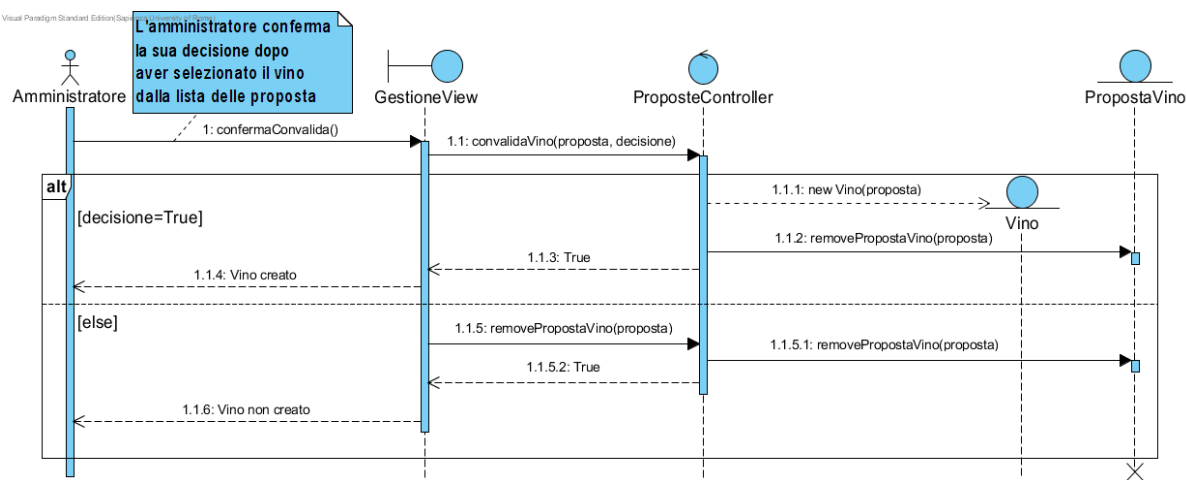 Visual Paradigm Standard Edition(Sapienza University of Rome)
L'amministratore conferma
la sua decisione dopo
aver selezionato il vino
dalla lista delle proposta
Amministratore
GestioneView
ProposteController
PropostaVino
1: confermaConvalida()
1.1: convalidaVino(proposta, decisione)
alt
[decisione=True]
1.1.1: new Vino(proposta)
Vino
1.1.2: removePropostaVino(proposta)
1.1.3: True
1.1.4: Vino creato
[else]
1.1.5: removePropostaVino(proposta)
1.1.5.1: removePropostaVino(proposta)
1.1.5.2: True
1.1.6: Vino non creato